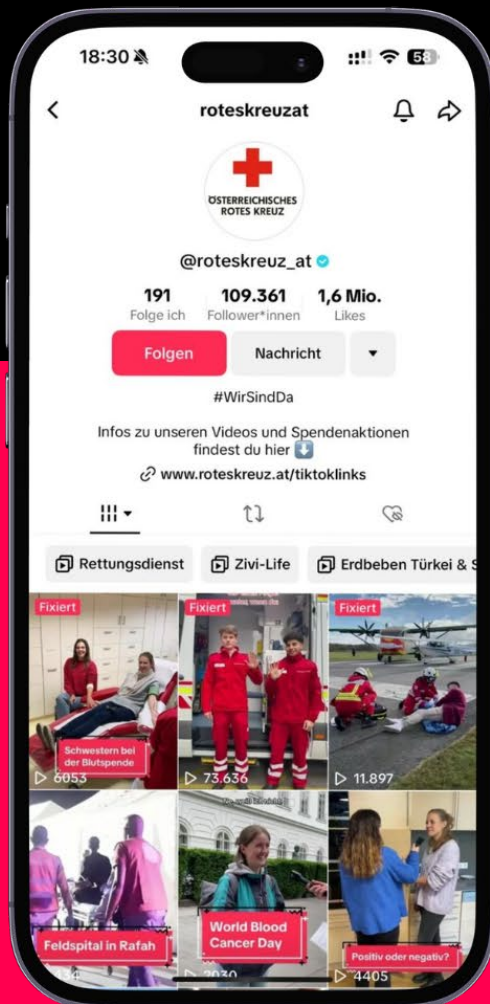 18:30
58
roteskreuzat
ÖSTERREICHISCHES
ROTES KREUZ
@roteskreuz_at
191 109.361 1,6 Mio.
Folge ich Follower*innen Likes
Folgen Nachricht
#WirSindDa
Infos zu unseren Videos und Spendenaktionen
findest du hier ⬇️
www.roteskreuz.at/tiktoklinks
Rettungsdienst Zivi-Life Erdbeben Türkei & S
Fixiert Fixiert Fixiert
Schwestern bei
der Blutspende
6053 73.636 11.897
Feldspital in Rafah
World Blood
Cancer Day
Positiv oder negativ?
2030 4405